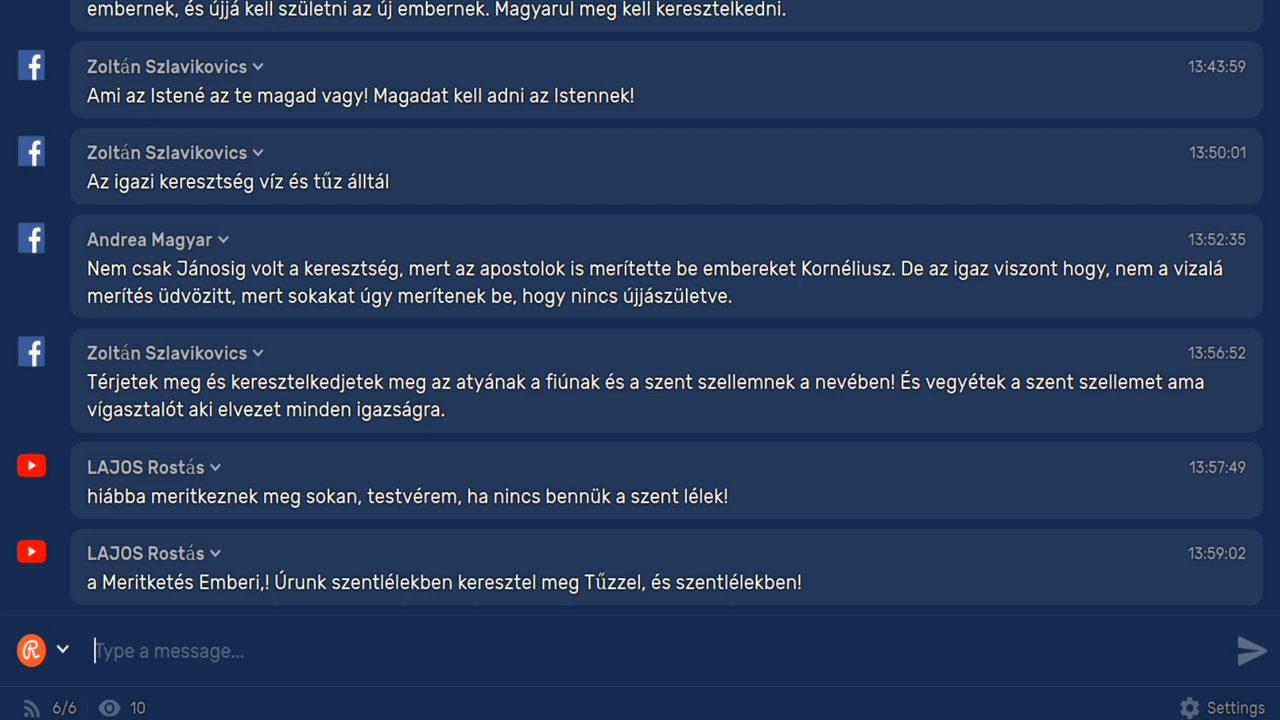 embernek, és újjá kell születni az új embernek. Magyarul meg kell keresztelkedni.
Zoltán Szlavikovics
13:43:59
Ami az Istené az te magad vagy! Magadat kell adni az Istennek!
Zoltán Szlavikovics
13:50:01
Az igazi keresztség víz és tűz álltál
Andrea Magyar
13:52:35
Nem csak Jánosig volt a keresztség, mert az apostolok is merítette be embereket Kornéliusz. De az igaz viszont hogy, nem a vizalá
merítés üdvözitt, mert sokakat úgy merítenek be, hogy nincs újjászületve.
Zoltán Szlavikovics
13:56:52
Térjetek meg és keresztelkedjetek meg az atyának a fiúnak és a szent szellemnek a nevében! És vegyétek a szent szellemet ama
vígasztalót aki elvezet minden igazságra.
LAJOS Rostás
13:57:49
hiábba meritkeznek meg sokan, testvérem, ha nincs bennük a szent lélek!
LAJOS Rostás
13:59:02
a Meritketés Emberi,! Úrunk szentlélekben keresztel meg Tűzzel, és szentlélekben!
Type a message...
6/6
10
Settings